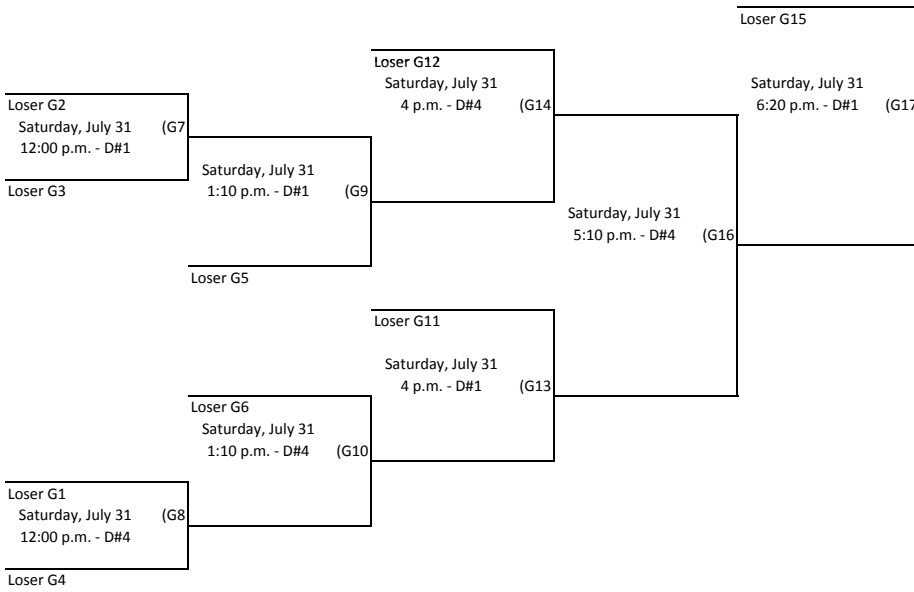 Loser G15
Loser G12
Saturday, July 31
4 p.m. - D#4 (G14
Saturday, July 31
6:20 p.m. - D#1 (G17
Loser G2
Saturday, July 31 (G7
12:00 p.m. - D#1
Loser G3
Saturday, July 31
1:10 p.m. - D#1 (G9
Loser G5
Saturday, July 31
5:10 p.m. - D#4 (G16
Loser G11
Saturday, July 31
4 p.m. - D#1 (G13
Loser G6
Saturday, July 31
1:10 p.m. - D#4 (G10
Loser G1
Saturday, July 31 (G8
12:00 p.m. - D#4
Loser G4